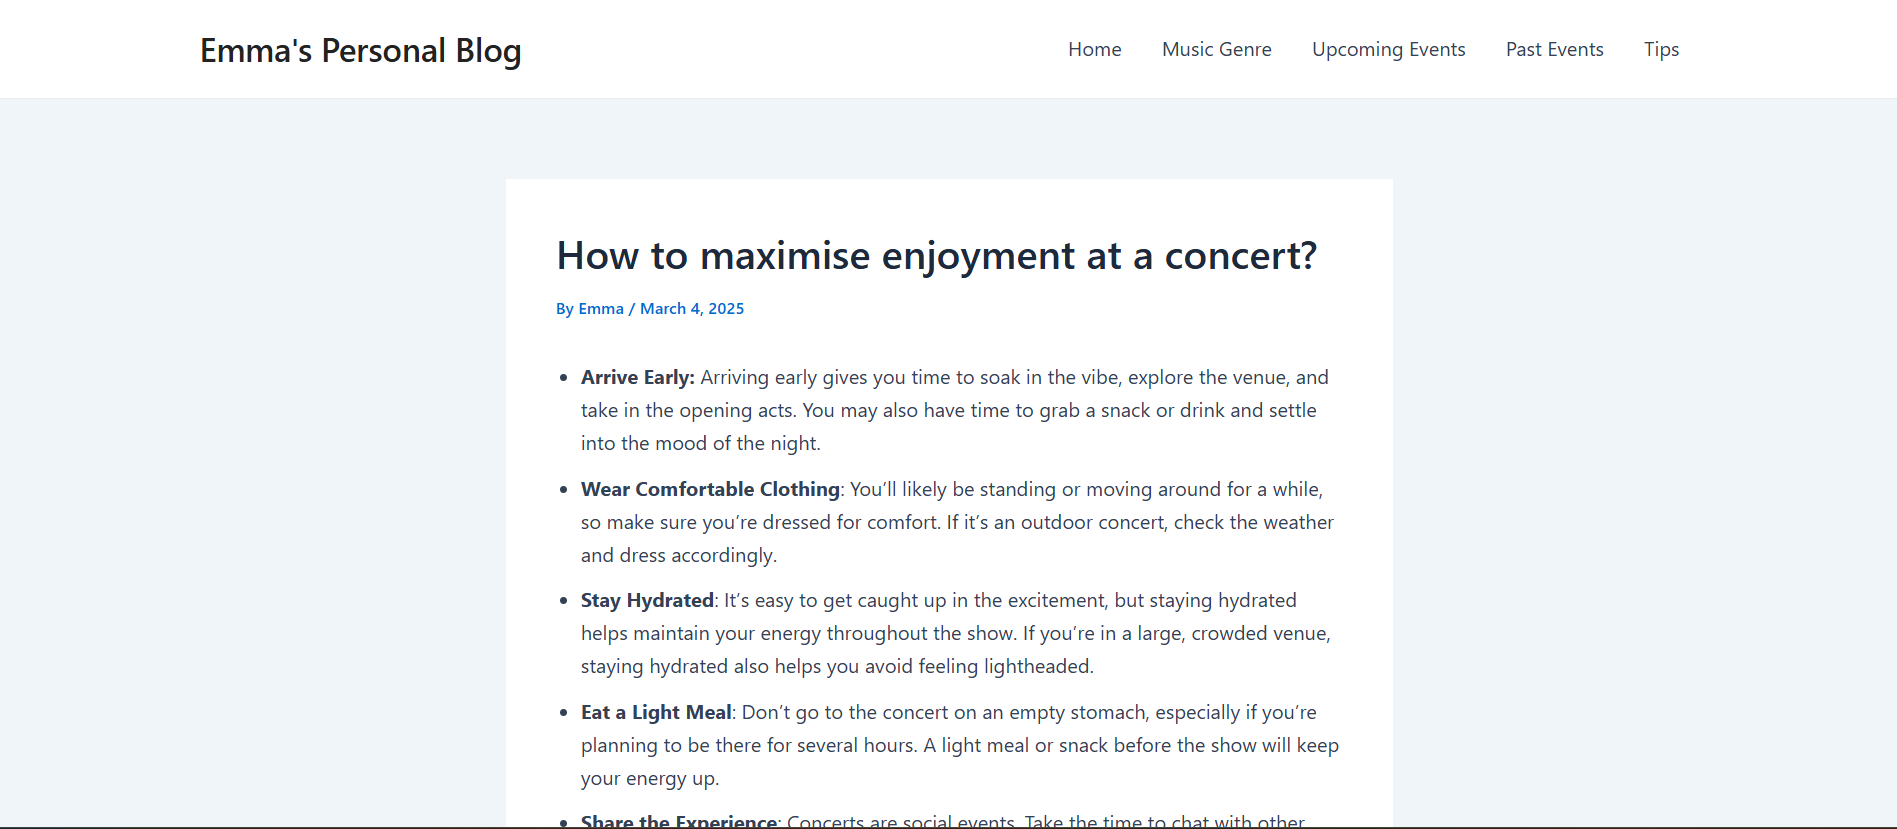 Emma's Personal Blog
Home
Music Genre
Upcoming Events
Past Events
Tips
How to maximise enjoyment at a concert?
By Emma / March 4, 2025
Arrive Early: Arriving early gives you time to soak in the vibe, explore the venue, and
take in the opening acts. You may also have time to grab a snack or drink and settle
into the mood of the night.
Wear Comfortable Clothing: You’ll likely be standing or moving around for a while,
so make sure you’re dressed for comfort. If it’s an outdoor concert, check the weather
and dress accordingly.
Stay Hydrated: It’s easy to get caught up in the excitement, but staying hydrated
helps maintain your energy throughout the show. If you’re in a large, crowded venue,
staying hydrated also helps you avoid feeling lightheaded.
Eat a Light Meal: Don’t go to the concert on an empty stomach, especially if you’re
planning to be there for several hours. A light meal or snack before the show will keep
your energy up.
Share the Experience: Concerts are social events. Take the time to chat with other